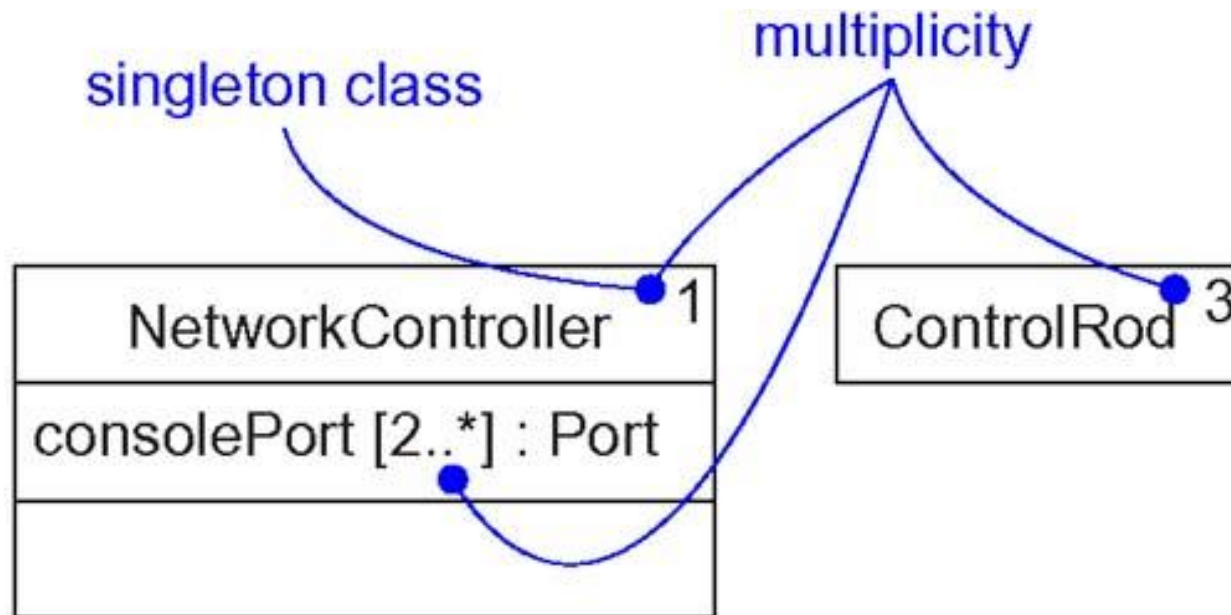 multiplicity
singleton class
1
NetworkController
3
ControlRod
consolePort [2..*] : Port